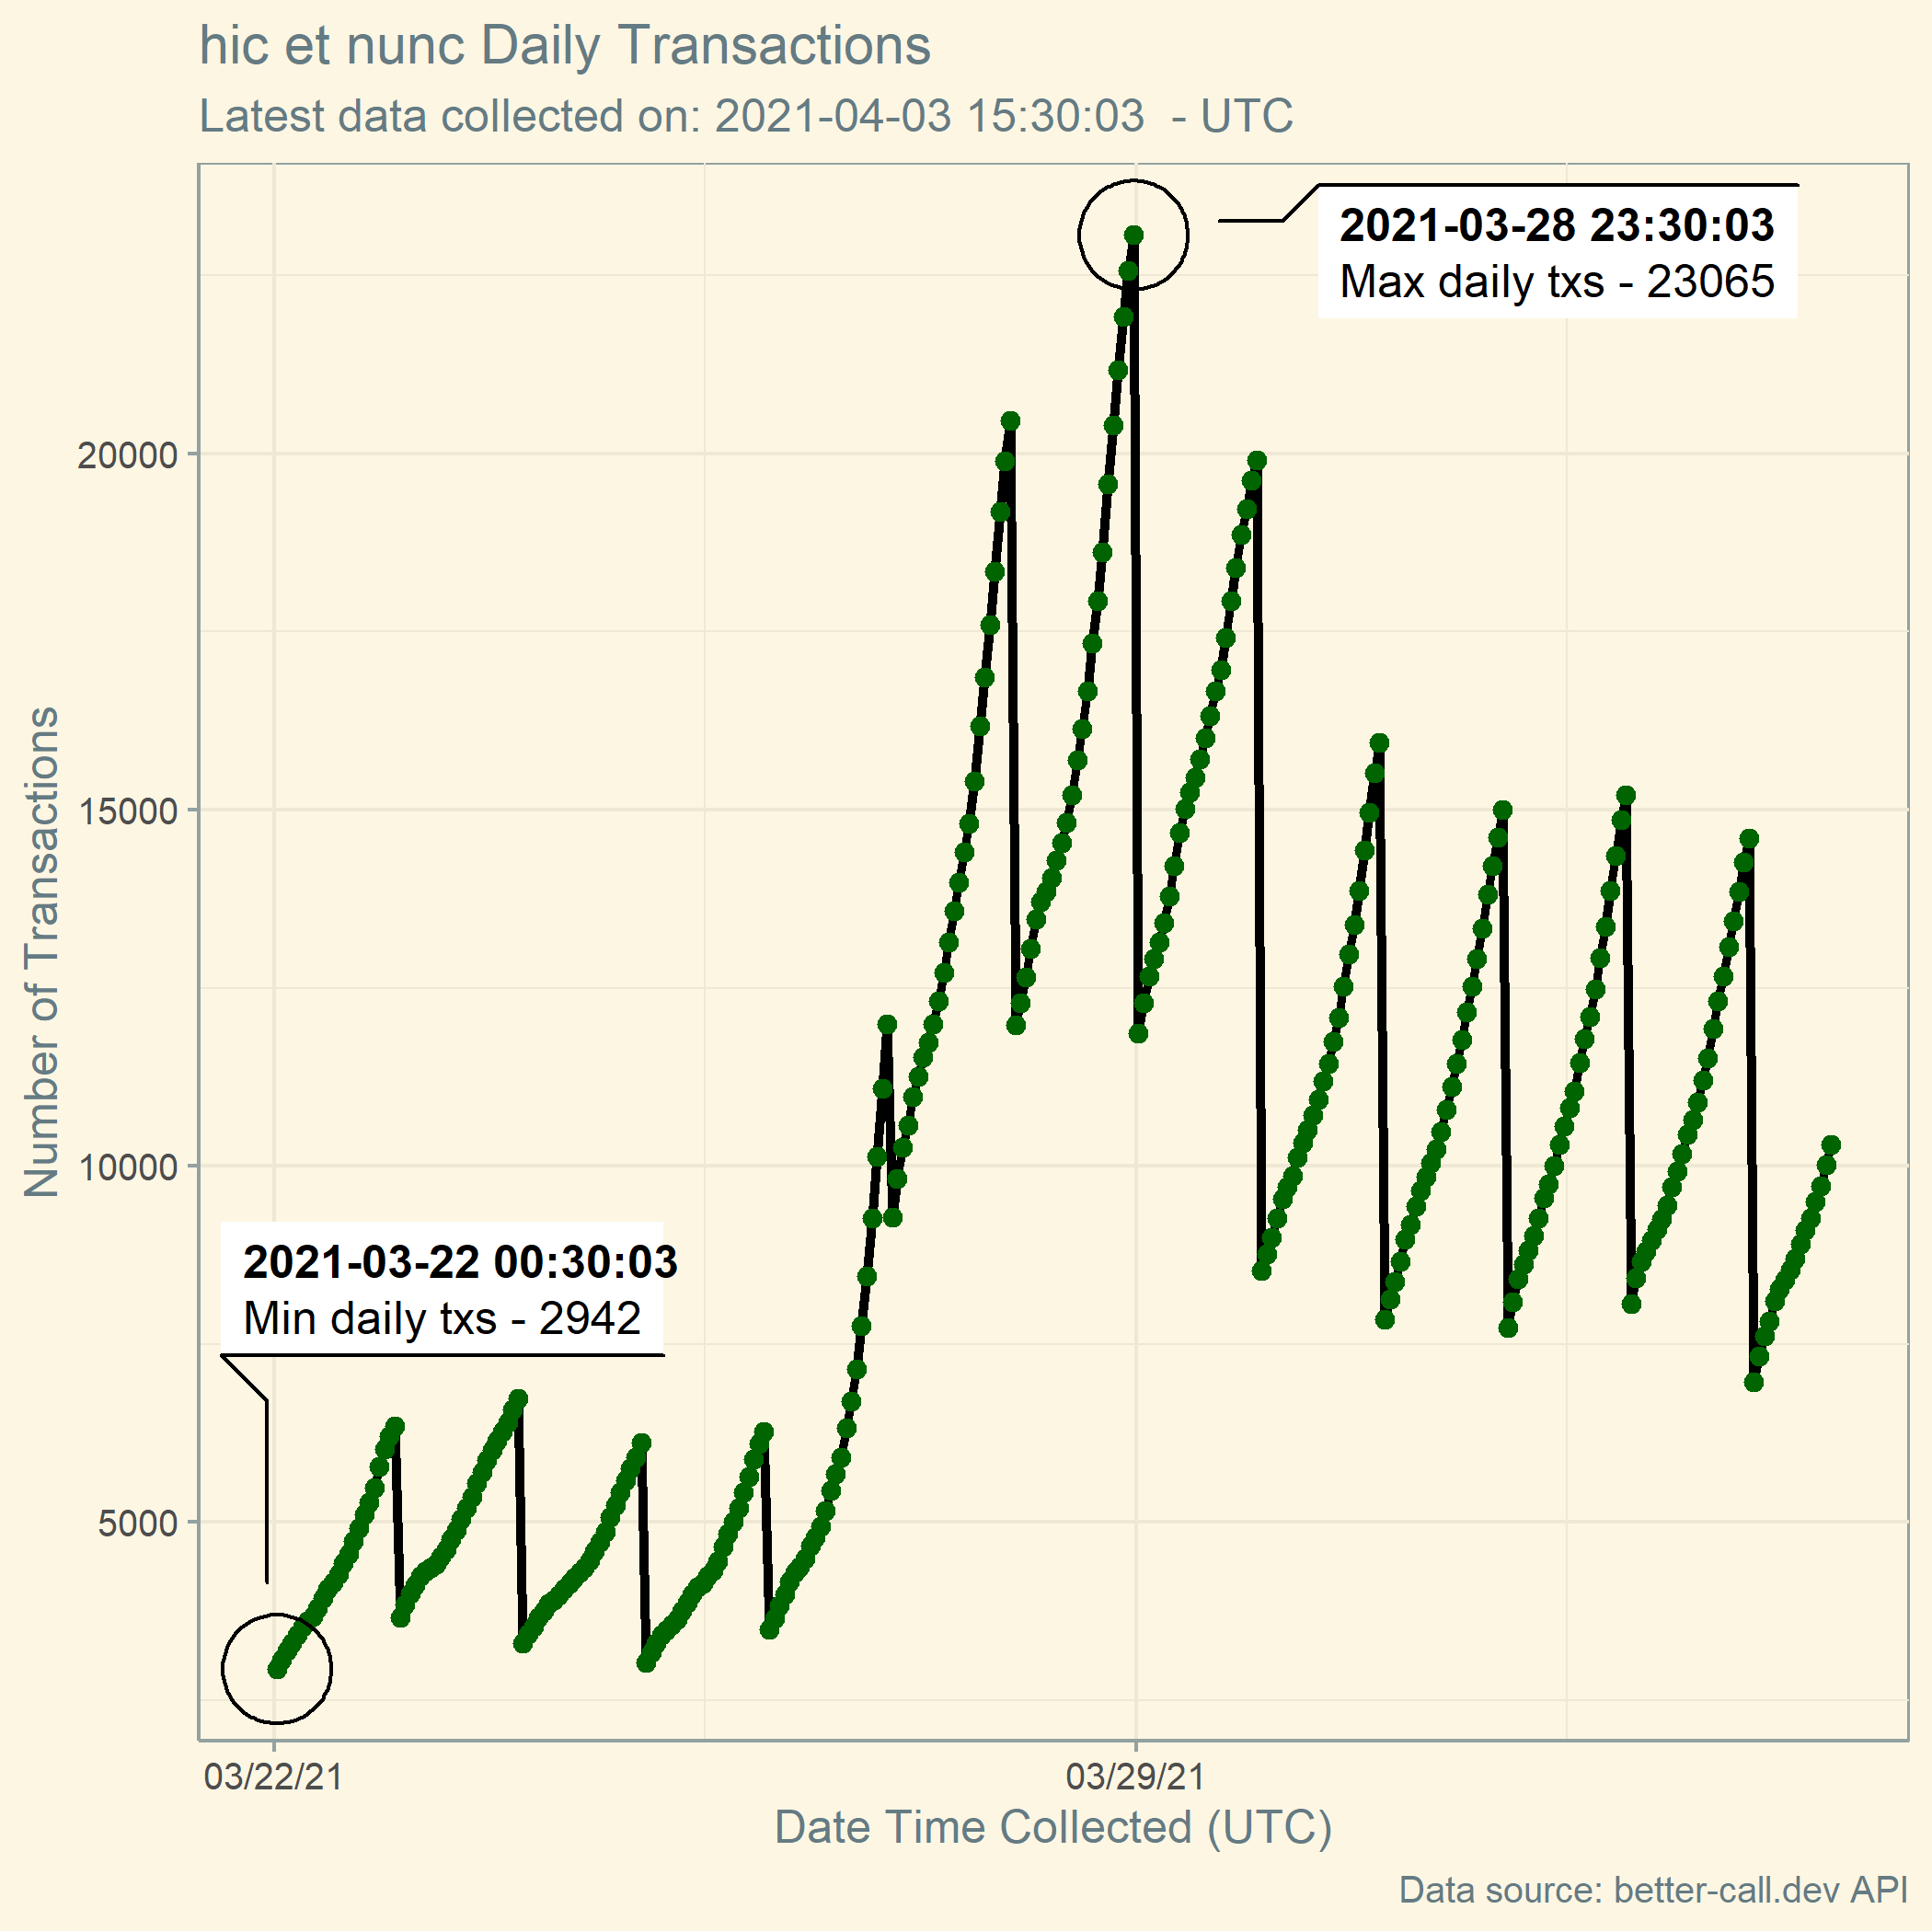 hic et nunc Daily Transactions
Latest data collected on: 2021-04-03 15:30:03  - UTC
2021-03-28 23:30:03
Max daily txs - 23065
20000
15000
10000
5000
Number of Transactions
2021-03-22 00:30:03
Min daily txs - 2942
03/22/21
03/29/21
Date Time Collected (UTC)
Data source: better-call.dev API